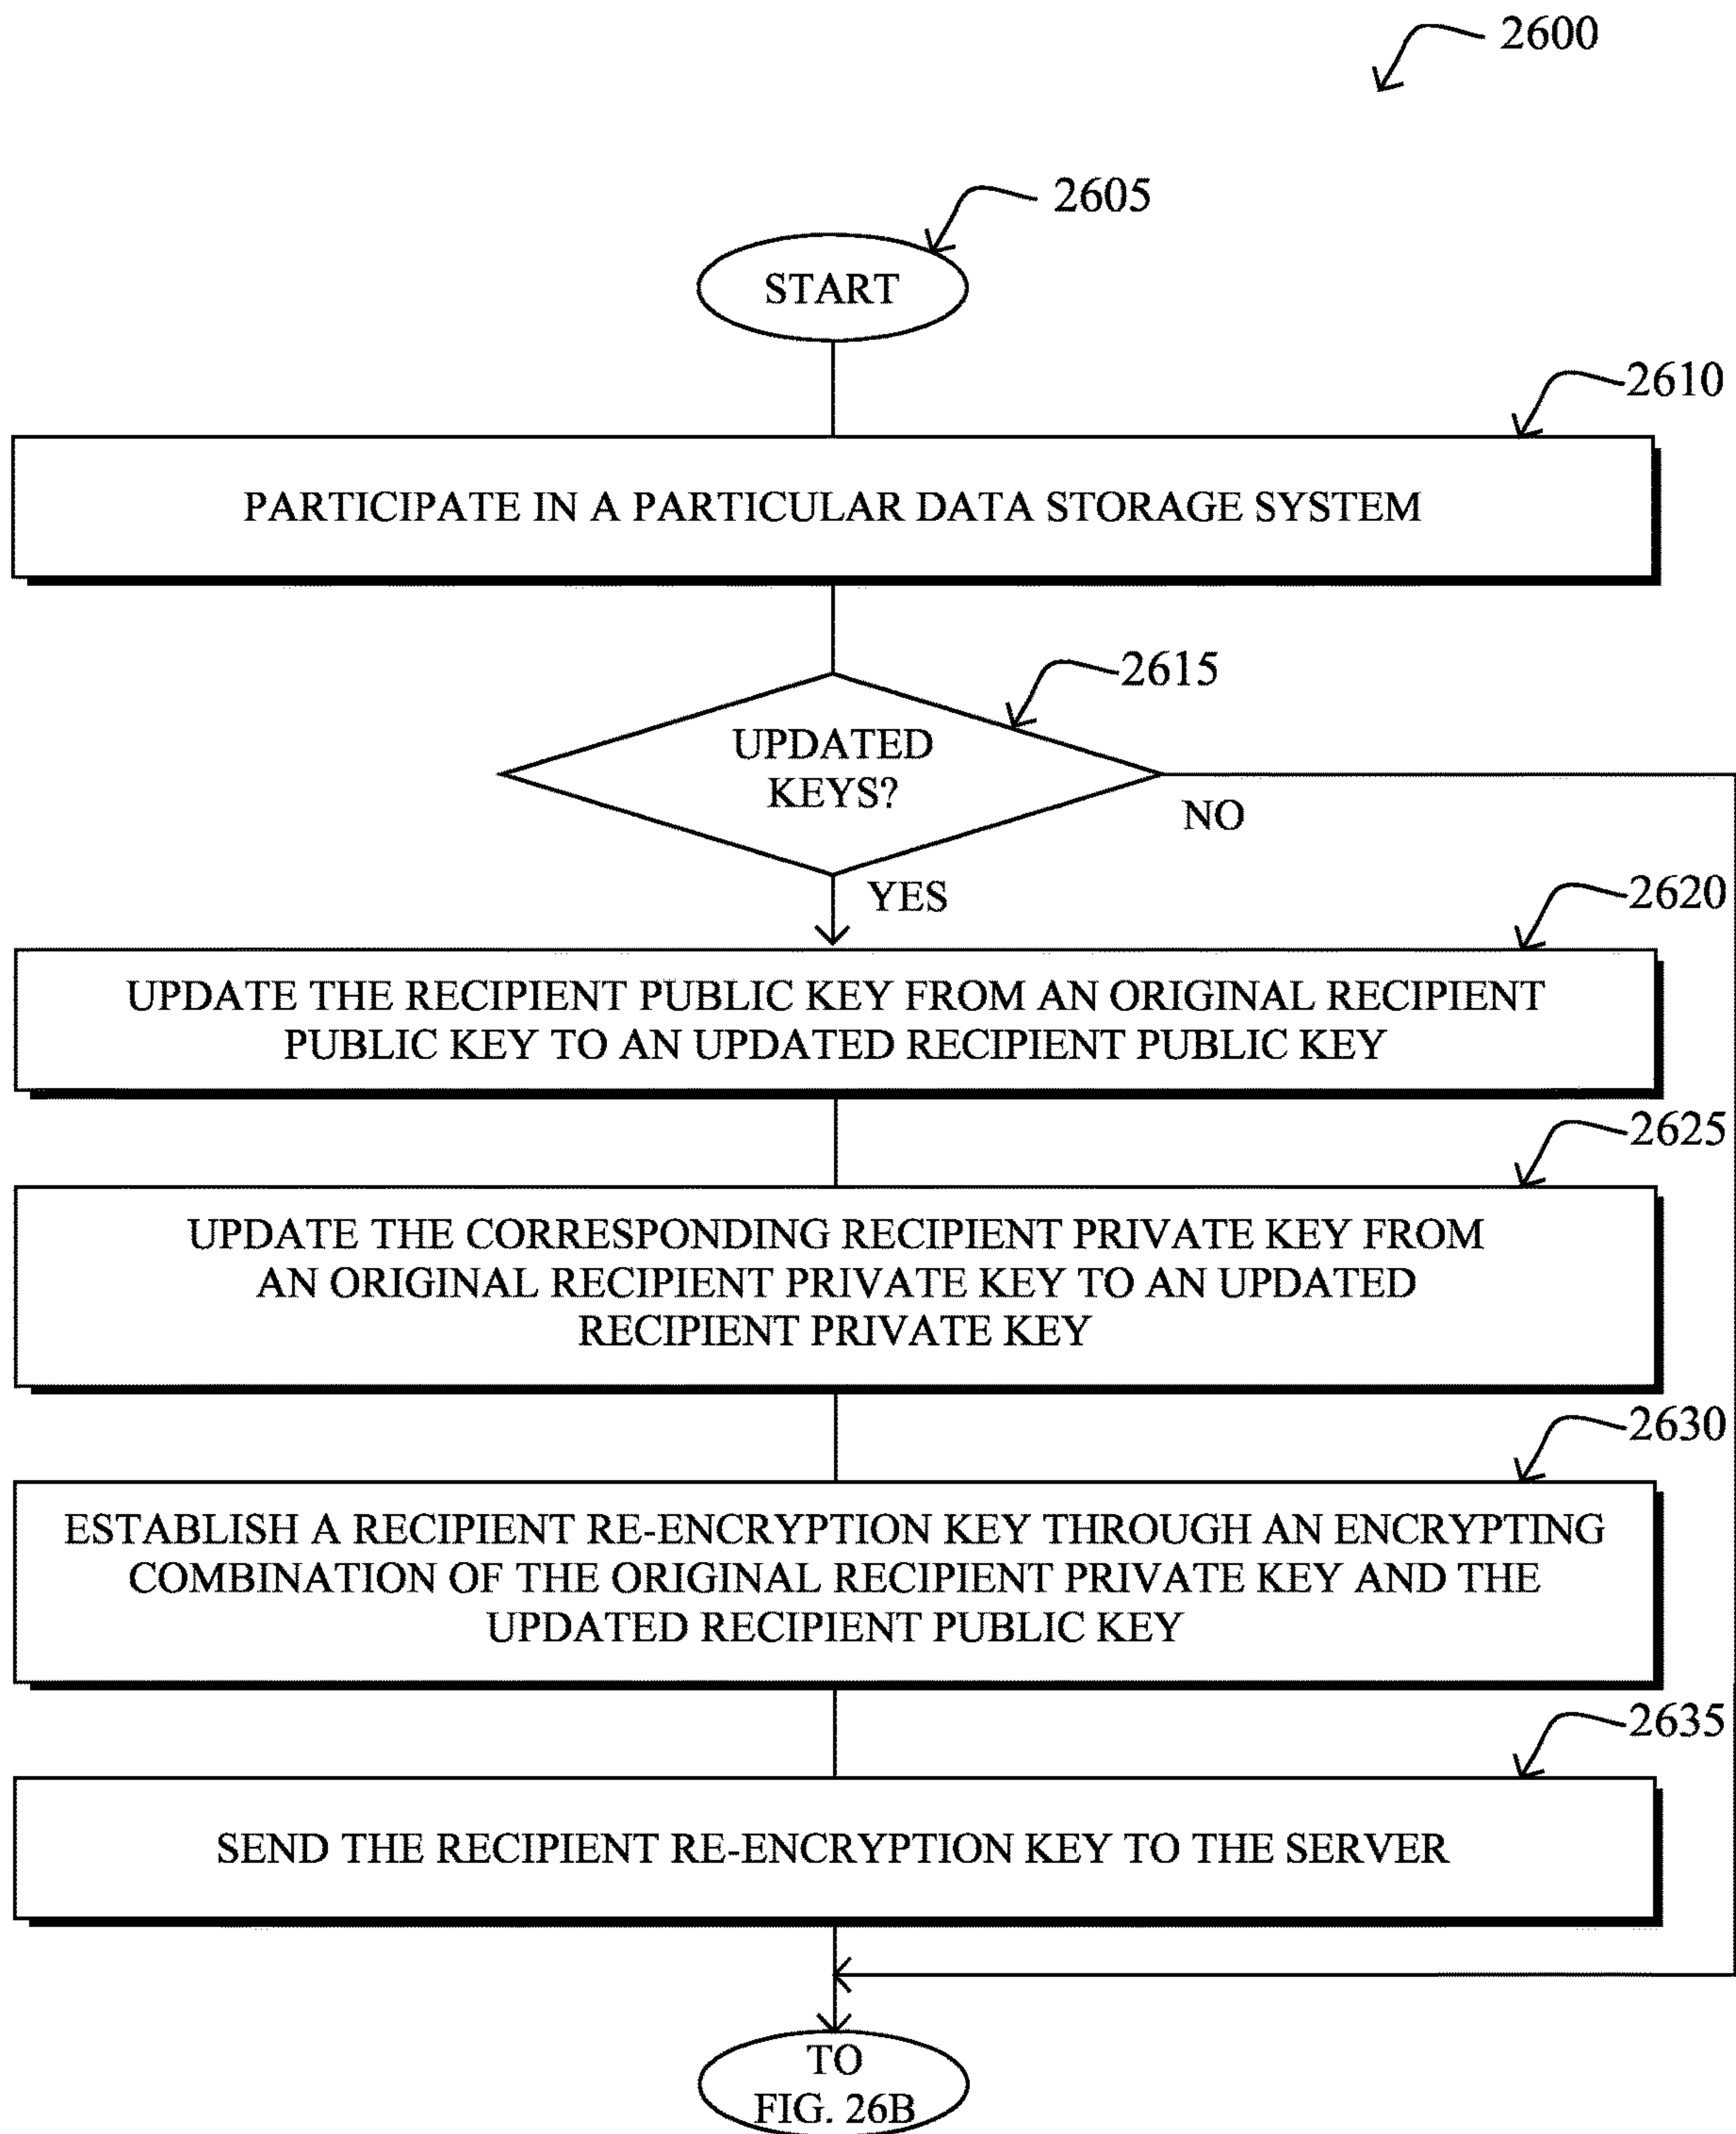 2600
2605
START
2610
PARTICIPATE IN A PARTICULAR DATA STORAGE SYSTEM
2615
UPDATED
KEYS?
NO
YES
2620
UPDATE THE RECIPIENT PUBLIC KEY FROM AN ORIGINAL RECIPIENT
PUBLIC KEY TO AN UPDATED RECIPIENT PUBLIC KEY
2625
UPDATE THE CORRESPONDING RECIPIENT PRIVATE KEY FROM
AN ORIGINAL RECIPIENT PRIVATE KEY TO AN UPDATED
RECIPIENT PRIVATE KEY
2630
ESTABLISH A RECIPIENT RE-ENCRYPTION KEY THROUGH AN ENCRYPTING
COMBINATION OF THE ORIGINAL RECIPIENT PRIVATE KEY AND THE
UPDATED RECIPIENT PUBLIC KEY
2635
SEND THE RECIPIENT RE-ENCRYPTION KEY TO THE SERVER
TO
FIG. 26B